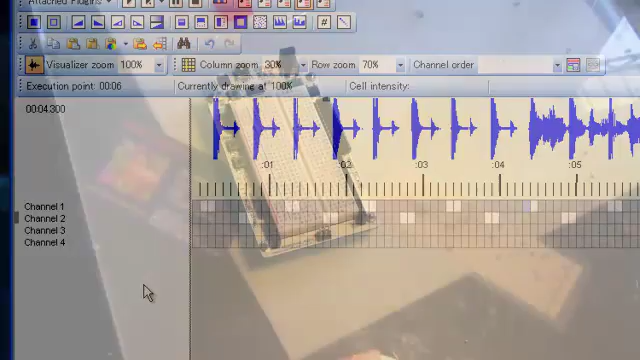 Attached Plugins
Visualizer zoom 100% Column zoom 30% Row zoom 70% Channel order
Execution point: 00:06 Currently drawing at 100% Cell intensity:
00:04.300
:01 :02 :03 :04 :05
Channel 1
Channel 2
Channel 3
Channel 4